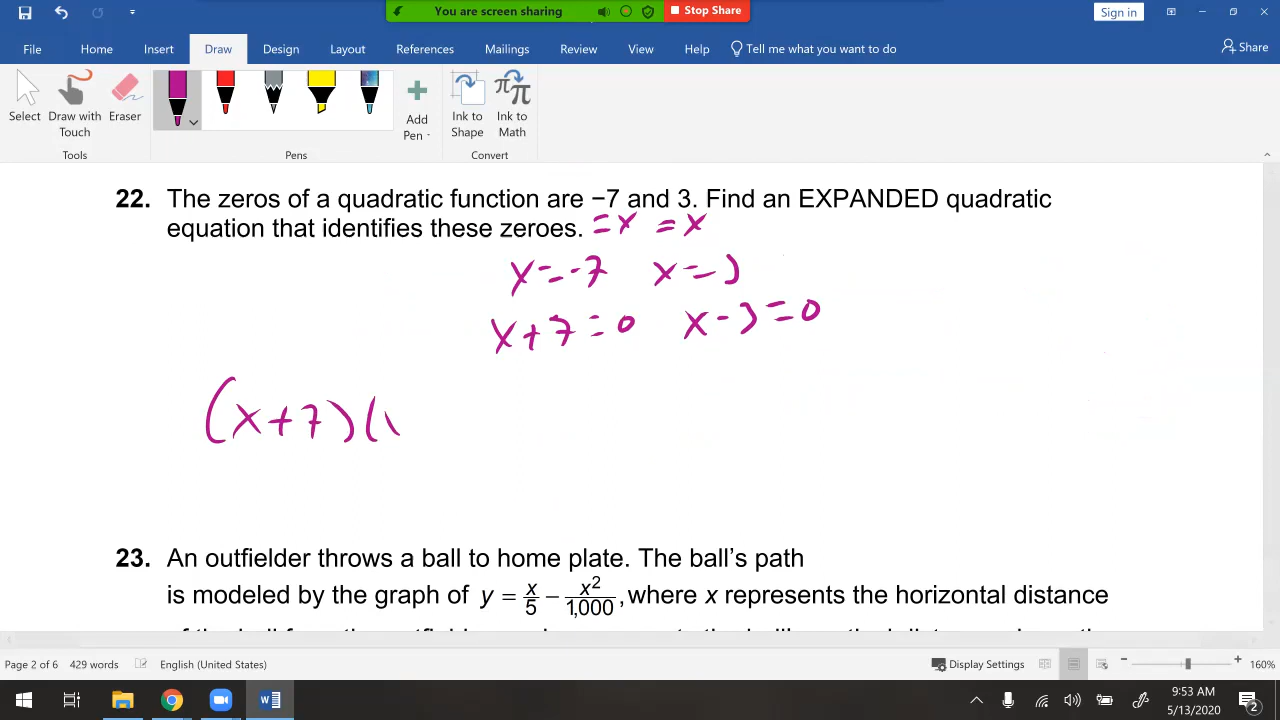 You are screen sharing Stop Share
Sign in
File Home Insert Draw Design Layout References Mailings Review View Help Tell me what you want to do Share
Select Draw with Touch Eraser Add Pen Ink to Shape Ink to Math
Tools Pens Convert
22. The zeros of a quadratic function are −7 and 3. Find an EXPANDED quadratic
equation that identifies these zeroes. =x =x
x=-7 x=3
x+7=0 x-3=0
(x+7)(
23. An outfielder throws a ball to home plate. The ball's path
is modeled by the graph of y = x/5 − x²/1,000, where x represents the horizontal distance
Page 2 of 6 429 words English (United States) Display Settings 160%
9:53 AM
5/13/2020
2